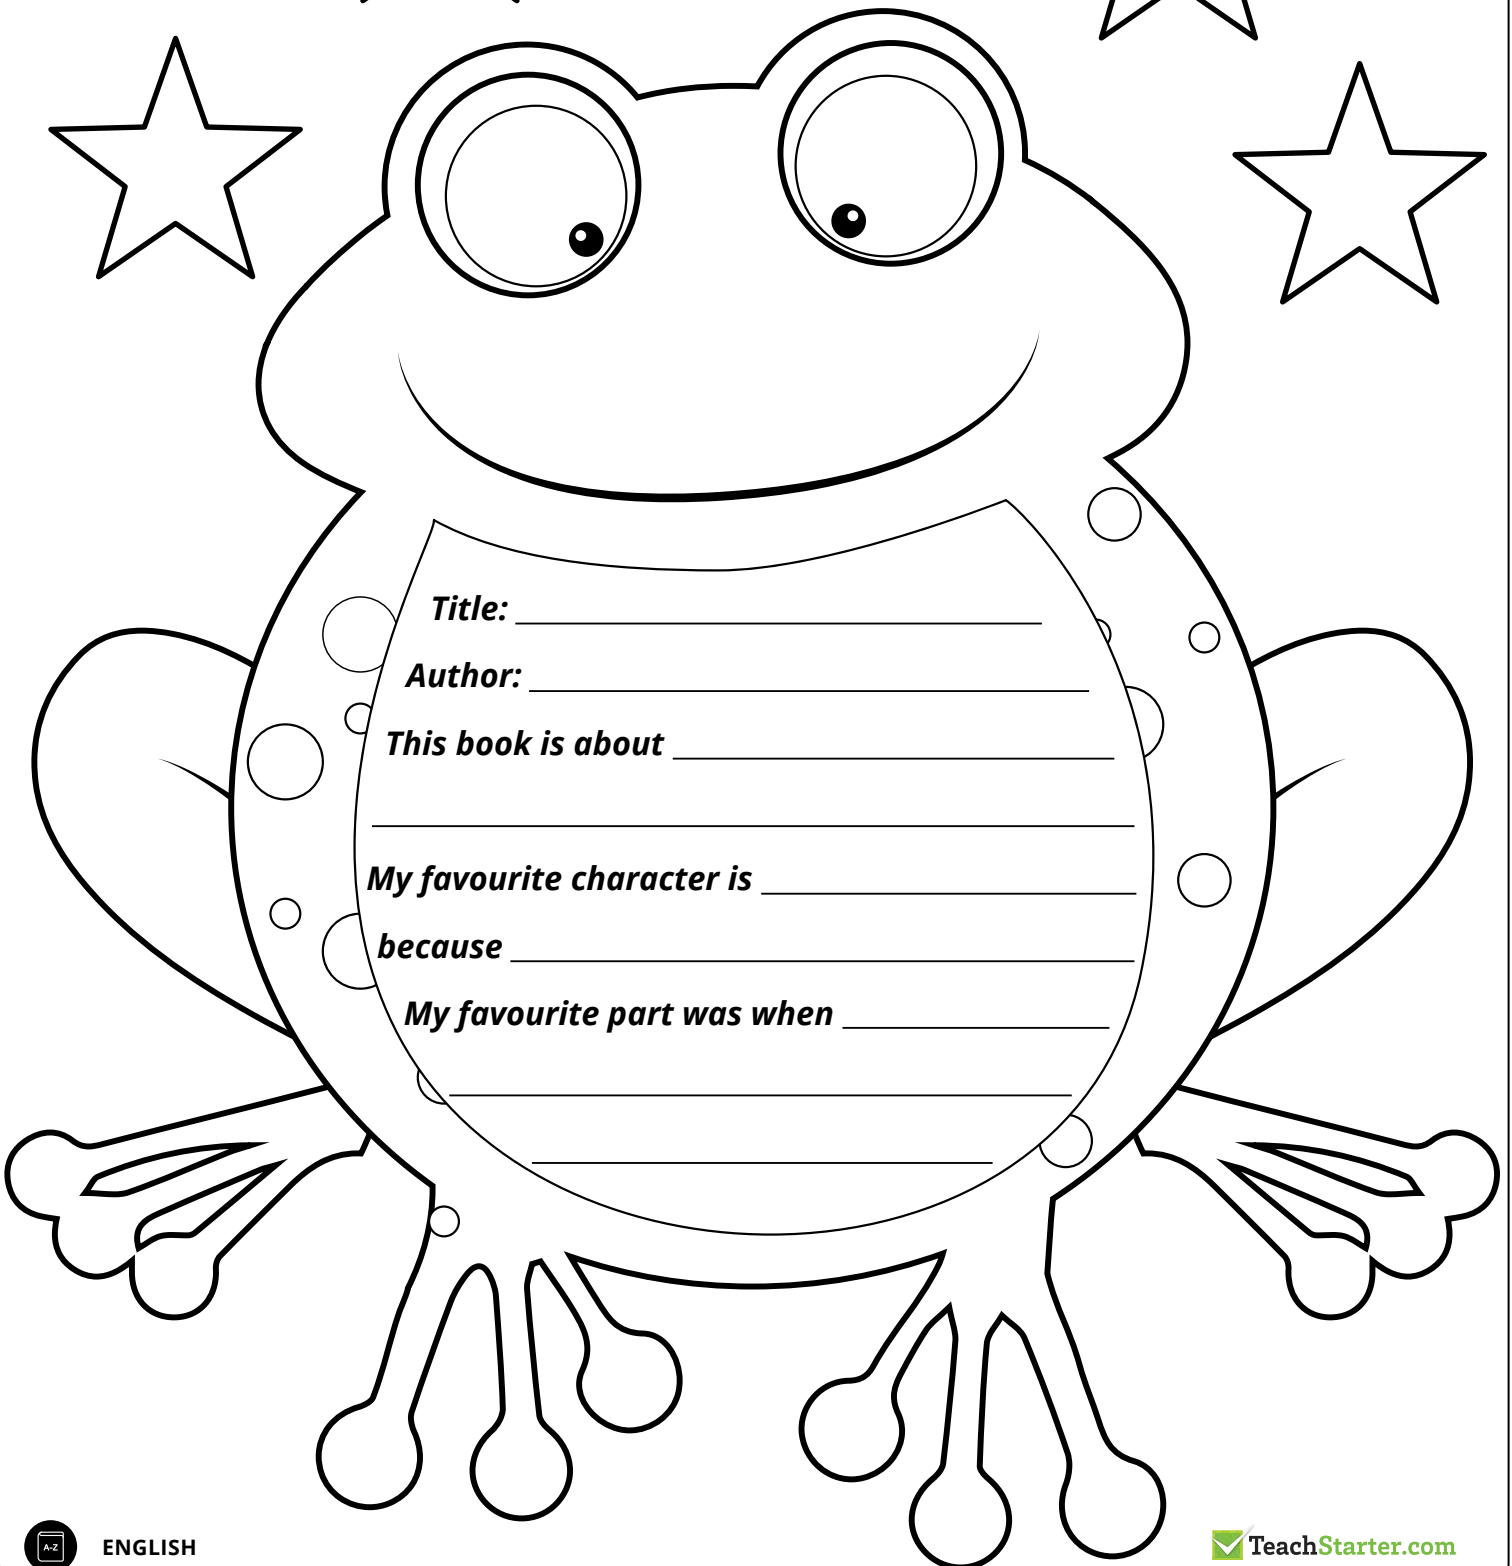 Title:
Author:
This book is about
My favourite character is
because
My favourite part was when
A-Z
ENGLISH
TeachStarter.com